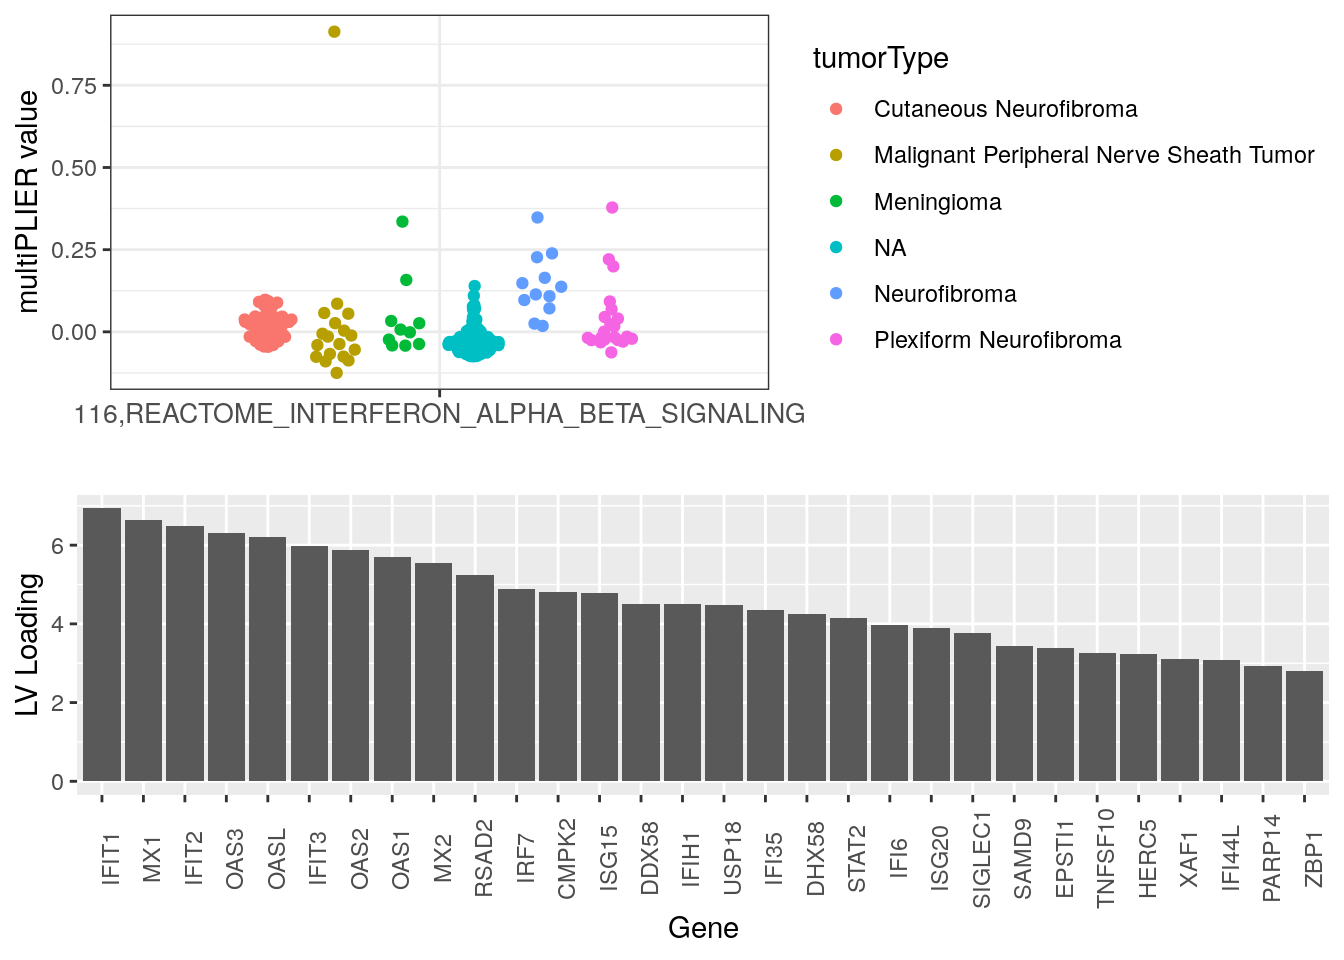 multiPLIER value
0.75
0.50
0.25
0.00
116,REACTOME_INTERFERON_ALPHA_BETA_SIGNALING
tumorType
Cutaneous Neurofibroma
Malignant Peripheral Nerve Sheath Tumor
Meningioma
NA
Neurofibroma
Plexiform Neurofibroma
LV Loading
6
4
2
0
IFIT1
MX1
IFIT2
OAS3
OASL
IFIT3
OAS2
OAS1
MX2
RSAD2
IRF7
CMPK2
ISG15
DDX58
IFIH1
USP18
IFI35
DHX58
STAT2
IFI6
ISG20
SIGLEC1
SAMD9
EPSTI1
TNFSF10
HERC5
XAF1
IFI44L
PARP14
ZBP1
Gene